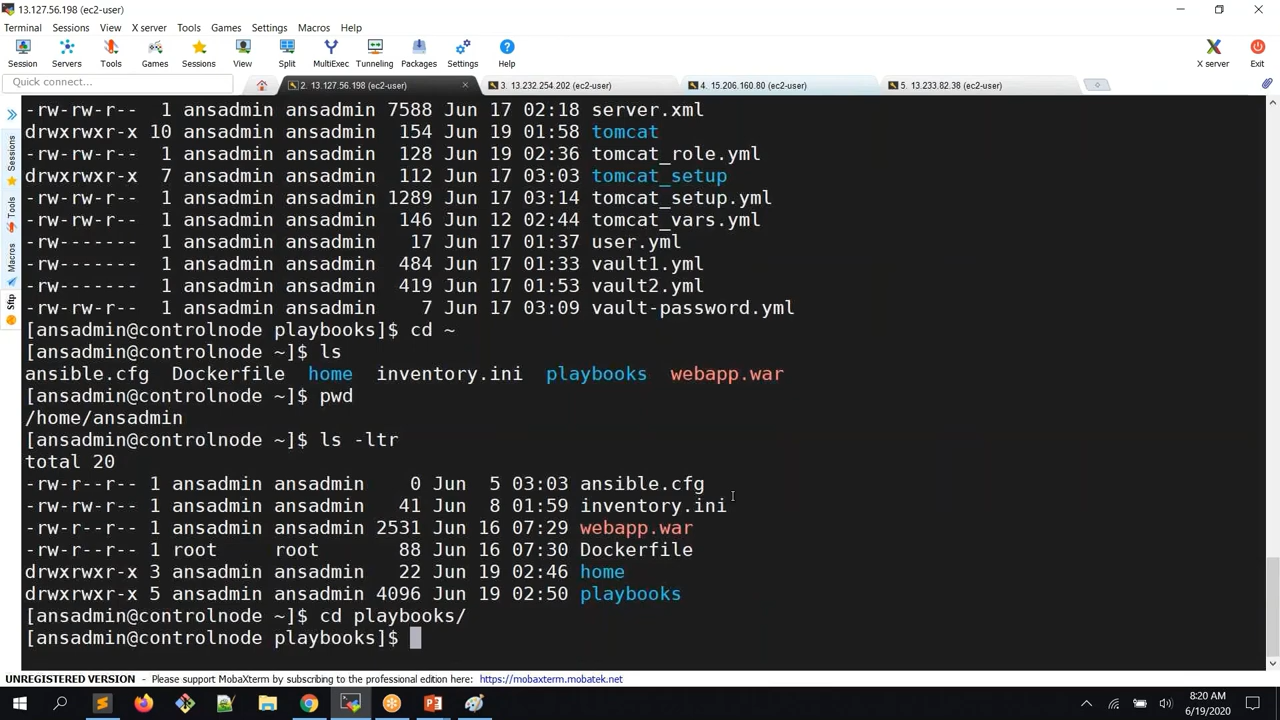 13.127.56.198 (ec2-user)
Terminal Sessions View X server Tools Games Settings Macros Help
Session Servers Tools Games Sessions View Split MultiExec Tunneling Packages Settings Help X server Exit
Quick connect...
2. 13.127.56.198 (ec2-user) 3. 13.232.254.202 (ec2-user) 4. 15.206.160.80 (ec2-user) 5. 13.233.82.38 (ec2-user)
Sessions
Tools
Macros
Sftp
-rw-rw-r-- 1 ansadmin ansadmin 7588 Jun 17 02:18 server.xml
drwxrwxr-x 10 ansadmin ansadmin 154 Jun 19 01:58 tomcat
-rw-rw-r-- 1 ansadmin ansadmin 128 Jun 19 02:36 tomcat_role.yml
drwxrwxr-x 7 ansadmin ansadmin 112 Jun 17 03:03 tomcat_setup
-rw-rw-r-- 1 ansadmin ansadmin 1289 Jun 17 03:14 tomcat_setup.yml
-rw-rw-r-- 1 ansadmin ansadmin 146 Jun 12 02:44 tomcat_vars.yml
-rw------- 1 ansadmin ansadmin 17 Jun 17 01:37 user.yml
-rw------- 1 ansadmin ansadmin 484 Jun 17 01:33 vault1.yml
-rw------- 1 ansadmin ansadmin 419 Jun 17 01:53 vault2.yml
-rw-rw-r-- 1 ansadmin ansadmin 7 Jun 17 03:09 vault-password.yml
[ansadmin@controlnode playbooks]$ cd ~
[ansadmin@controlnode ~]$ ls
ansible.cfg Dockerfile home inventory.ini playbooks webapp.war
[ansadmin@controlnode ~]$ pwd
/home/ansadmin
[ansadmin@controlnode ~]$ ls -ltr
total 20
-rw-rw-r-- 1 ansadmin ansadmin 0 Jun 5 03:03 ansible.cfg
-rw-rw-r-- 1 ansadmin ansadmin 41 Jun 8 01:59 inventory.ini
-rw-rw-r-- 1 ansadmin ansadmin 2531 Jun 16 07:29 webapp.war
-rw-r--r-- 1 root root 88 Jun 16 07:30 Dockerfile
drwxrwxr-x 3 ansadmin ansadmin 22 Jun 19 02:46 home
drwxrwxr-x 5 ansadmin ansadmin 4096 Jun 19 02:50 playbooks
[ansadmin@controlnode ~]$ cd playbooks/
[ansadmin@controlnode playbooks]$
UNREGISTERED VERSION - Please support MobaXterm by subscribing to the professional edition here: https://mobaxterm.mobatek.net
8:20 AM
6/19/2020